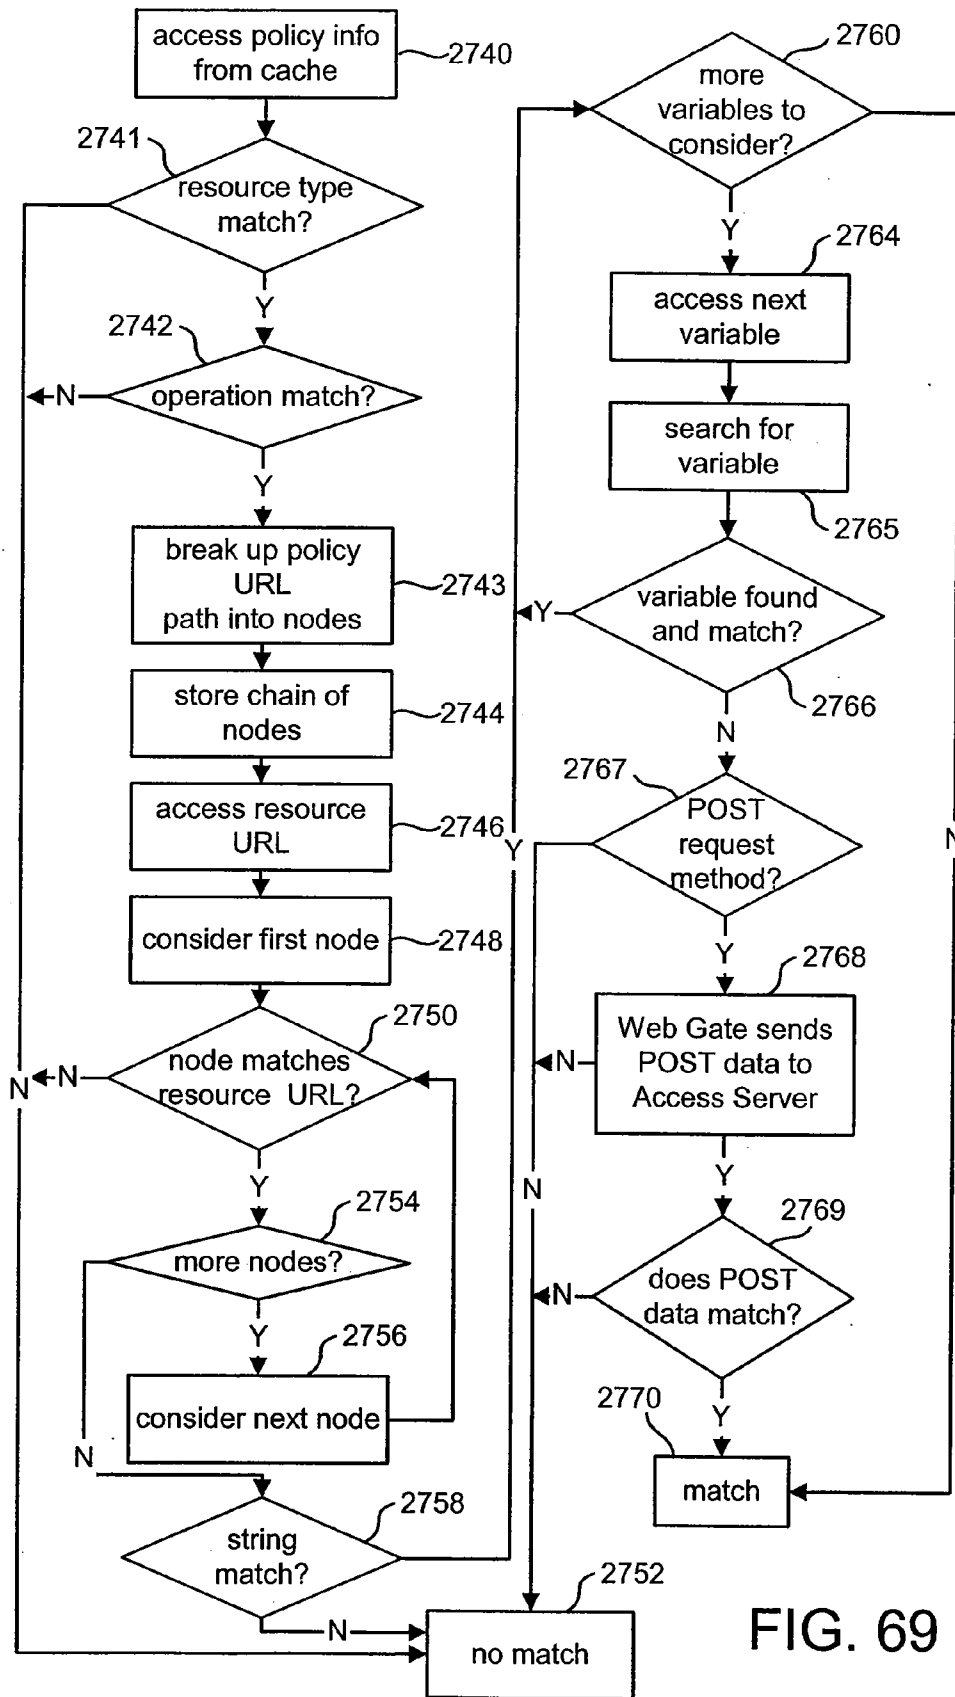 access policy info
from cache
2740
2741
resource type
match?
Y
2742
operation match?
N
Y
break up policy
URL
path into nodes
2743
store chain of
nodes
2744
access resource
URL
2746
consider first node
2748
2750
node matches
resource URL?
N
N
Y
2754
more nodes?
Y
2756
consider next node
N
2758
string
match?
Y
N
2752
no match
2760
more
variables to
consider?
Y
N
2764
access next
variable
search for
variable
2765
variable found
and match?
Y
2766
N
2767
POST
request
method?
N
Y
2768
Web Gate sends
POST data to
Access Server
N
Y
2769
does POST
data match?
N
Y
2770
match
FIG. 69